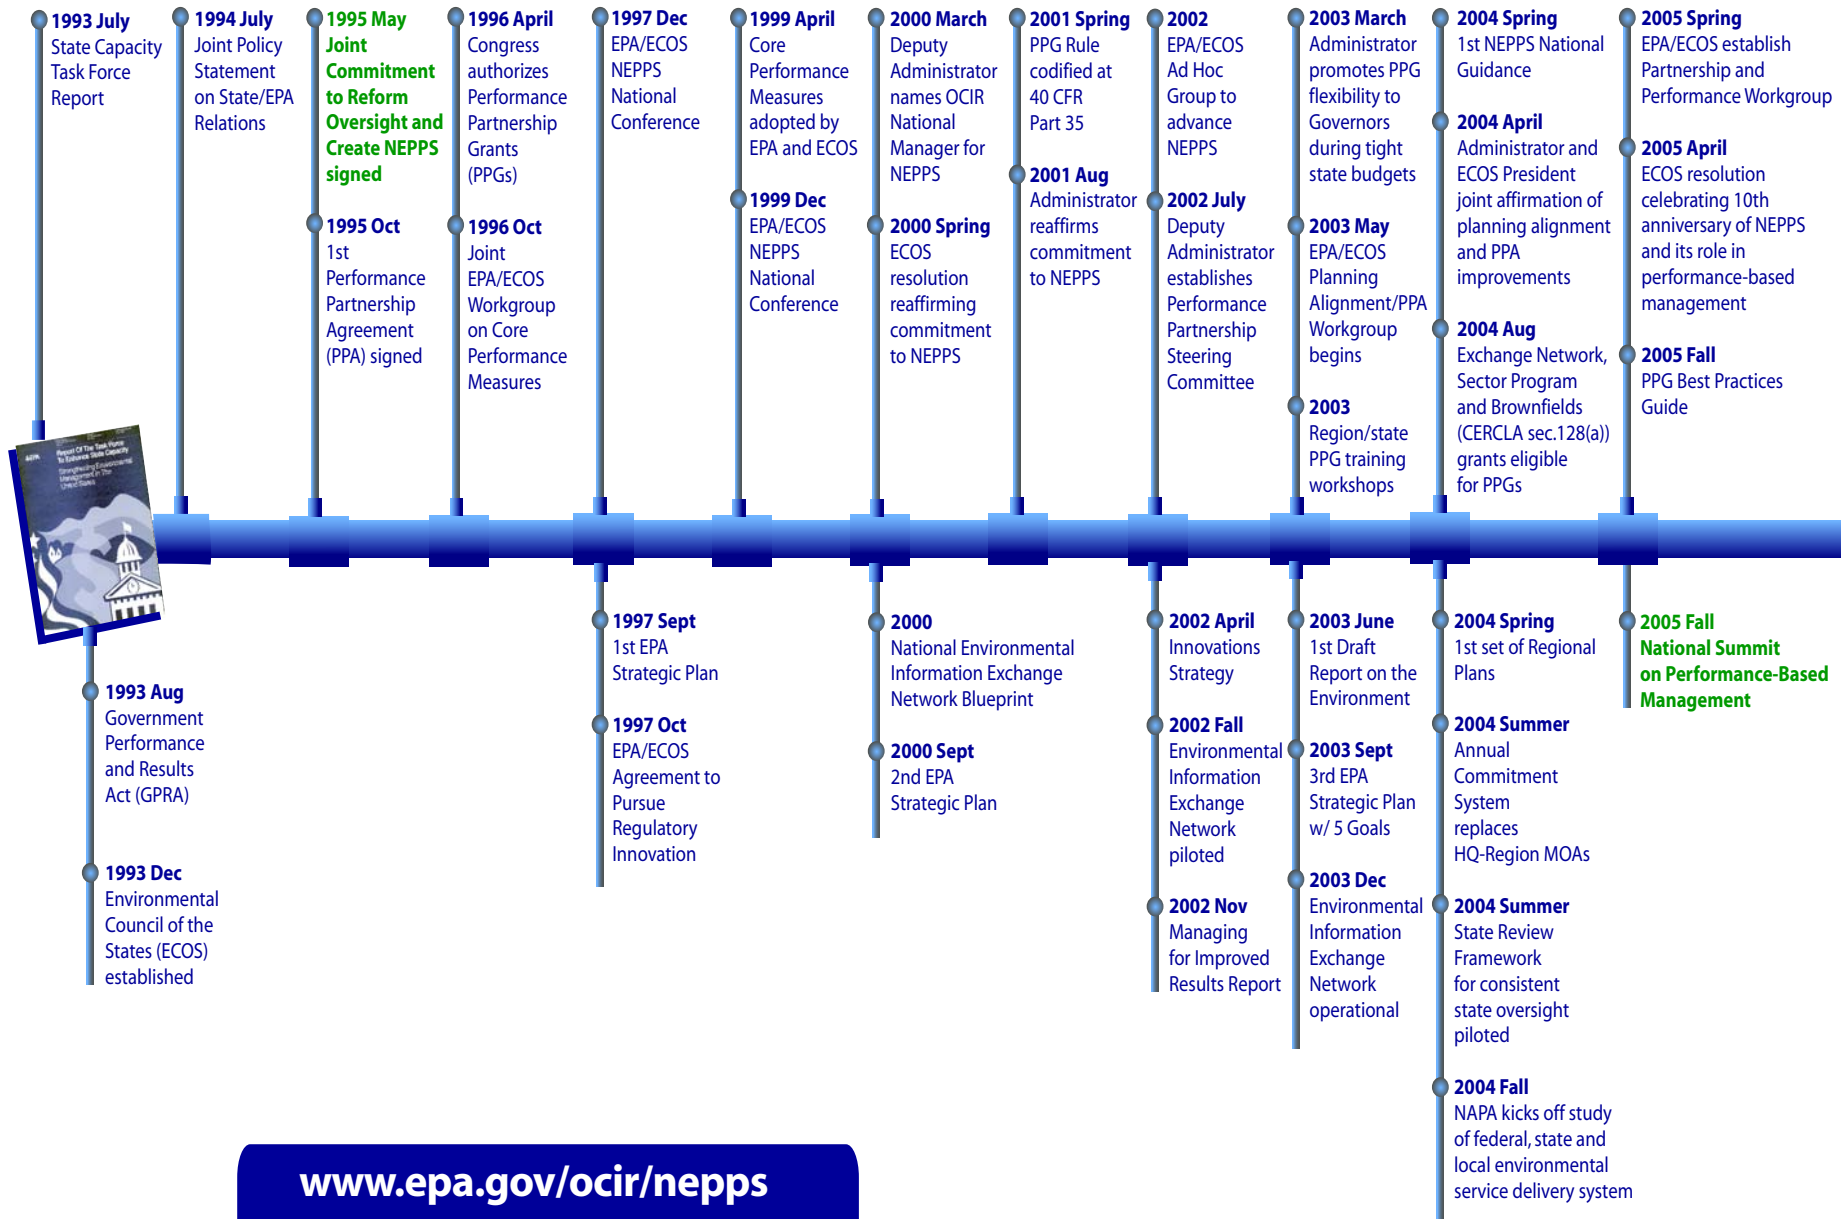 1993 July
State Capacity
Task Force
Report
1994 July
Joint Policy
Statement
on State/EPA
Relations
1995 May
Joint
Commitment
to Reform
Oversight and
Create NEPPS
signed
1995 Oct
1st
Performance
Partnership
Agreement
(PPA) signed
1996 April
Congress
authorizes
Performance
Partnership
Grants
(PPGs)
1996 Oct
Joint
EPA/ECOS
Workgroup
on Core
Performance
Measures
1997 Dec
EPA/ECOS
NEPPS
National
Conference
1999 April
Core
Performance
Measures
adopted by
EPA and ECOS
1999 Dec
EPA/ECOS
NEPPS
National
Conference
2000 March
Deputy
Administrator
names OCIR
National
Manager for
NEPPS
2000 Spring
ECOS
resolution
reaffirming
commitment
to NEPPS
2001 Spring
PPG Rule
codified at
40 CFR
Part 35
2001 Aug
Administrator
reaffirms
commitment
to NEPPS
2002
EPA/ECOS
Ad Hoc
Group to
advance
NEPPS
2002 July
Deputy
Administrator
establishes
Performance
Partnership
Steering
Committee
2003 March
Administrator
promotes PPG
flexibility to
Governors
during tight
state budgets
2003 May
EPA/ECOS
Planning
Alignment/PPA
Workgroup
begins
2003
Region/state
PPG training
workshops
2004 Spring
1st NEPPS National
Guidance
2004 April
Administrator and
ECOS President
joint affirmation of
planning alignment
and PPA
improvements
2004 Aug
Exchange Network,
Sector Program
and Brownfields
(CERCLA sec.128(a))
grants eligible
for PPGs
2005 Spring
EPA/ECOS establish
Partnership and
Performance Workgroup
2005 April
ECOS resolution
celebrating 10th
anniversary of NEPPS
and its role in
performance-based
management
2005 Fall
PPG Best Practices
Guide
Report Of The Task Force
To Enhance State Capacity
Strengthening Environmental
Management In The
United States
1993 Aug
Government
Performance
and Results
Act (GPRA)
1993 Dec
Environmental
Council of the
States (ECOS)
established
1997 Sept
1st EPA
Strategic Plan
1997 Oct
EPA/ECOS
Agreement to
Pursue
Regulatory
Innovation
2000
National Environmental
Information Exchange
Network Blueprint
2000 Sept
2nd EPA
Strategic Plan
2002 April
Innovations
Strategy
2002 Fall
Environmental
Information
Exchange
Network
piloted
2002 Nov
Managing
for Improved
Results Report
2003 June
1st Draft
Report on the
Environment
2003 Sept
3rd EPA
Strategic Plan
w/ 5 Goals
2003 Dec
Environmental
Information
Exchange
Network
operational
2004 Spring
1st set of Regional
Plans
2004 Summer
Annual
Commitment
System
replaces
HQ-Region MOAs
2004 Summer
State Review
Framework
for consistent
state oversight
piloted
2004 Fall
NAPA kicks off study
of federal, state and
local environmental
service delivery system
2005 Fall
National Summit
on Performance-Based
Management
www.epa.gov/ocir/nepps